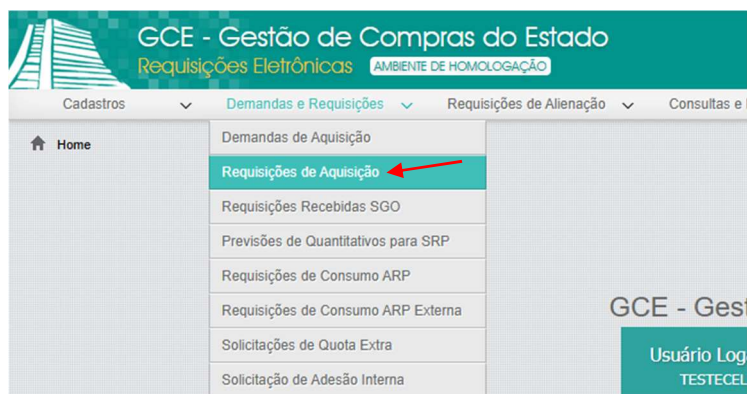 GCE - Gestão de Compras do Estado
Requisições Eletrônicas AMBIENTE DE HOMOLOGAÇÃO
Cadastros Demandas e Requisições Requisições de Alienação Consultas e
Home
Demandas de Aquisição
Requisições de Aquisição
Requisições Recebidas SGO
Previsões de Quantitativos para SRP
Requisições de Consumo ARP
Requisições de Consumo ARP Externa
Solicitações de Quota Extra
Solicitação de Adesão Interna
GCE - Gest
Usuário Loga
TESTECEL